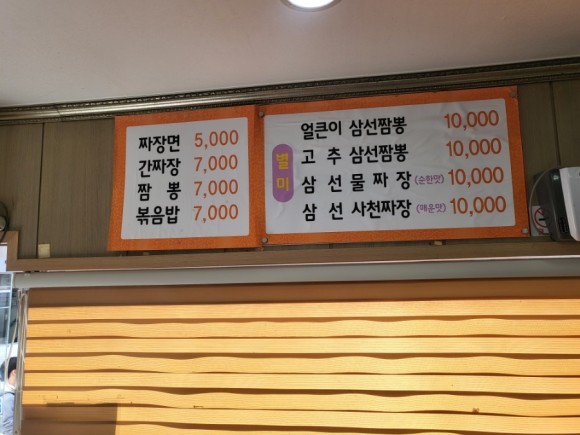 짜장면 5,000
간짜장 7,000
짬 뽕 7,000
볶음밥 7,000
별미
얼큰이 삼선짬뽕 10,000
고 추 삼선짬뽕 10,000
삼 선 물 짜 장 (순한맛) 10,000
삼 선 사천짜장 (매운맛) 10,000